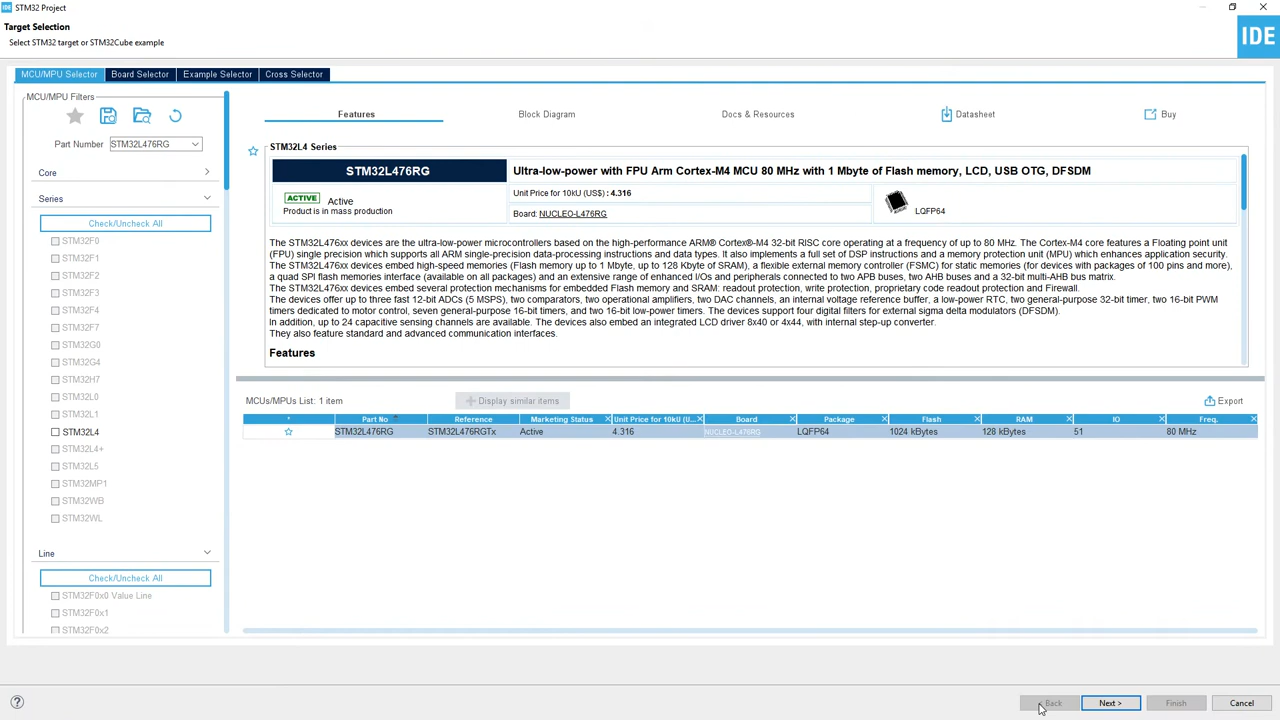 IDE STM32 Project
Target Selection
Select STM32 target or STM32Cube example
IDE
MCU/MPU Selector
Board Selector
Example Selector
Cross Selector
MCU/MPU Filters
Part Number
STM32L476RG
Core
Series
Check/Uncheck All
STM32F0
STM32F1
STM32F2
STM32F3
STM32F4
STM32F7
STM32G0
STM32G4
STM32H7
STM32L0
STM32L1
STM32L4
STM32L4+
STM32L5
STM32MP1
STM32WB
STM32WL
Line
Check/Uncheck All
STM32F0x0 Value Line
STM32F0x1
STM32F0x2
Features
Block Diagram
Docs & Resources
Datasheet
Buy
STM32L4 Series
STM32L476RG
Ultra-low-power with FPU Arm Cortex-M4 MCU 80 MHz with 1 Mbyte of Flash memory, LCD, USB OTG, DFSDM
ACTIVE Active
Product is in mass production
Unit Price for 10kU (US$) : 4.316
Board: NUCLEO-L476RG
LQFP64
The STM32L476xx devices are the ultra-low-power microcontrollers based on the high-performance ARM® Cortex®-M4 32-bit RISC core operating at a frequency of up to 80 MHz. The Cortex-M4 core features a Floating point unit
(FPU) single precision which supports all ARM single-precision data-processing instructions and data types. It also implements a full set of DSP instructions and a memory protection unit (MPU) which enhances application security.
The STM32L476xx devices embed high-speed memories (Flash memory up to 1 Mbyte, up to 128 Kbyte of SRAM), a flexible external memory controller (FSMC) for static memories (for devices with packages of 100 pins and more),
a quad SPI flash memories interface (available on all packages) and an extensive range of enhanced I/Os and peripherals connected to two APB buses, two AHB buses and a 32-bit multi-AHB bus matrix.
The STM32L476xx devices embed several protection mechanisms for embedded Flash memory and SRAM: readout protection, write protection, proprietary code readout protection and Firewall.
The devices offer up to three fast 12-bit ADCs (5 MSPS), two comparators, two operational amplifiers, two DAC channels, an internal voltage reference buffer, a low-power RTC, two general-purpose 32-bit timer, two 16-bit PWM
timers dedicated to motor control, seven general-purpose 16-bit timers, and two 16-bit low-power timers. The devices support four digital filters for external sigma delta modulators (DFSDM).
In addition, up to 24 capacitive sensing channels are available. The devices also embed an integrated LCD driver 8x40 or 4x44, with internal step-up converter.
They also feature standard and advanced communication interfaces.
Features
MCUs/MPUs List: 1 item
Display similar items
Export
* Part No Reference Marketing Status Unit Price for 10kU (U... Board Package Flash RAM IO Freq.
STM32L476RG STM32L476RGTx Active 4.316 NUCLEO-L476RG LQFP64 1024 kBytes 128 kBytes 51 80 MHz
?
< Back
Next >
Finish
Cancel